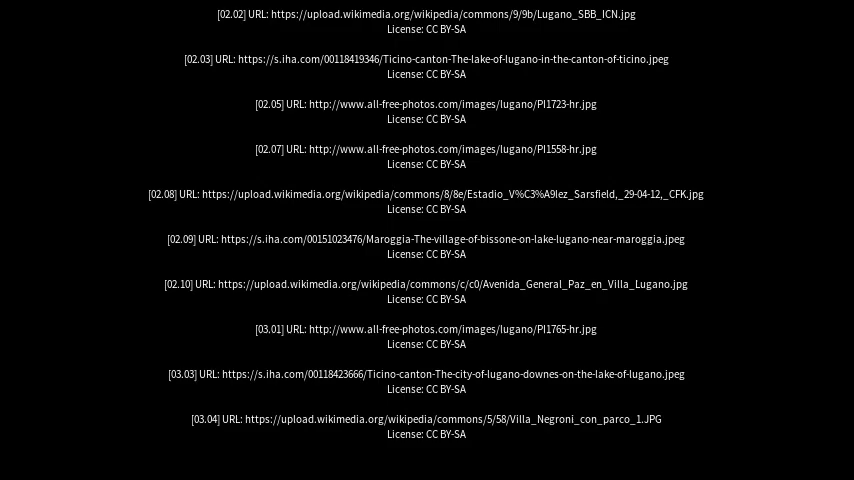 [02.02] URL: https://upload.wikimedia.org/wikipedia/commons/9/9b/Lugano_SBB_ICN.jpg
License: CC BY-SA
[02.03] URL: https://s.iha.com/00118419346/Ticino-canton-The-lake-of-lugano-in-the-canton-of-ticino.jpeg
License: CC BY-SA
[02.05] URL: http://www.all-free-photos.com/images/lugano/PI1723-hr.jpg
License: CC BY-SA
[02.07] URL: http://www.all-free-photos.com/images/lugano/PI1558-hr.jpg
License: CC BY-SA
[02.08] URL: https://upload.wikimedia.org/wikipedia/commons/8/8e/Estadio_V%C3%A9lez_Sarsfield,_29-04-12,_CFK.jpg
License: CC BY-SA
[02.09] URL: https://s.iha.com/00151023476/Maroggia-The-village-of-bissone-on-lake-lugano-near-maroggia.jpeg
License: CC BY-SA
[02.10] URL: https://upload.wikimedia.org/wikipedia/commons/c/c0/Avenida_General_Paz_en_Villa_Lugano.jpg
License: CC BY-SA
[03.01] URL: http://www.all-free-photos.com/images/lugano/PI1765-hr.jpg
License: CC BY-SA
[03.03] URL: https://s.iha.com/00118423666/Ticino-canton-The-city-of-lugano-downes-on-the-lake-of-lugano.jpeg
License: CC BY-SA
[03.04] URL: https://upload.wikimedia.org/wikipedia/commons/5/58/Villa_Negroni_con_parco_1.JPG
License: CC BY-SA